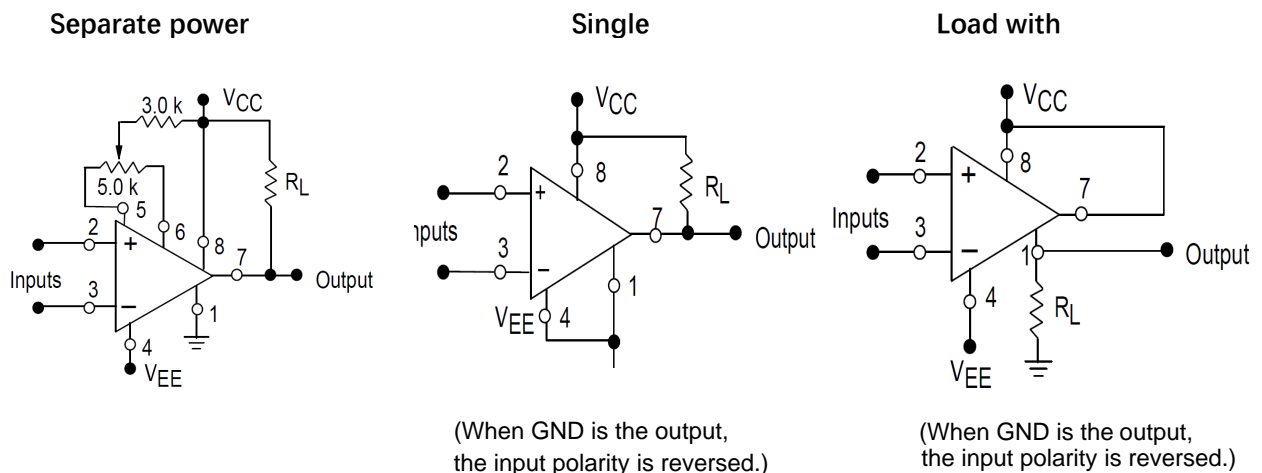 Separate power
Single
Load with
3.0 k
VCC
5.0 k
RL
5
6
8
2
+
7
Inputs
Output
3
−
1
4
VEE
VCC
8
2
+
RL
7
nputs
Output
3
−
1
VEE
4
VCC
8
2
+
7
Inputs
3
−
1
Output
4
RL
VEE
(When GND is the output,
the input polarity is reversed.)
(When GND is the output,
the input polarity is reversed.)